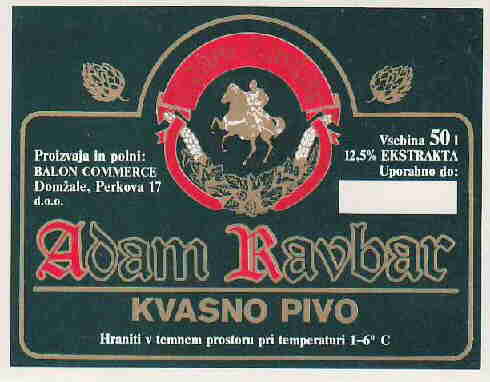 Proizvaja in polni:
BALON COMMERCE
Domžale, Perkova 17
d.o.o.
Vsebina 50 l
12,5% EKSTRAKTA
Uporabno do:
Adam Ravbar
KVASNO PIVO
Hraniti v temnem prostoru pri temperaturi 1-6° C